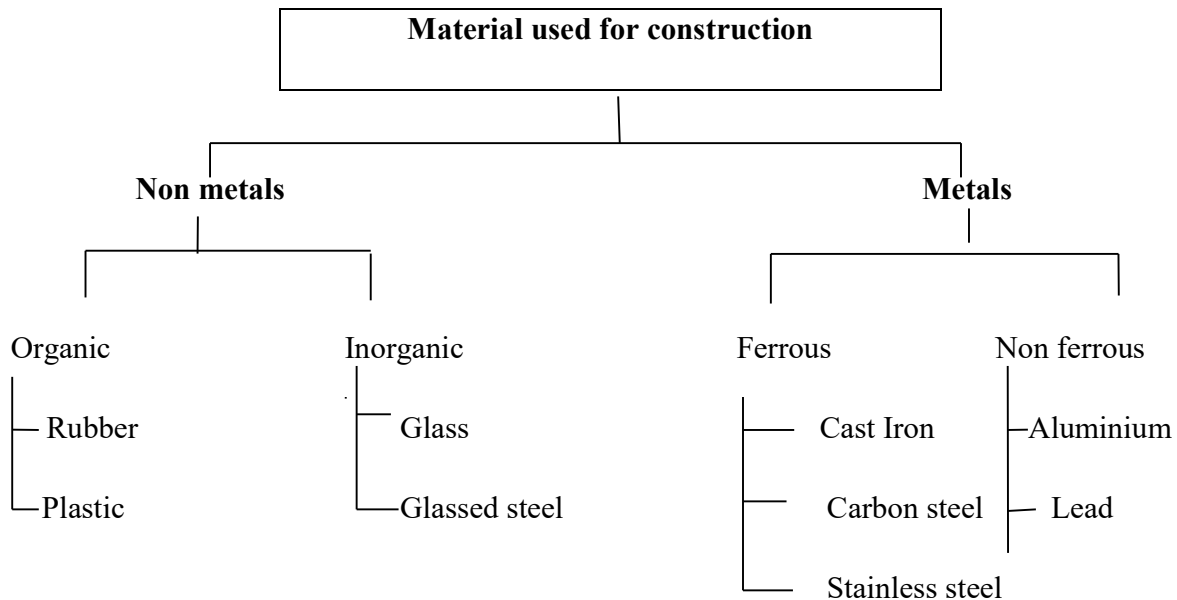 Material used for construction
Non metals
Metals
Organic
Inorganic
Ferrous
Non ferrous
Rubber
Glass
Cast Iron
Aluminium
Plastic
Glassed steel
Carbon steel
Lead
Stainless steel